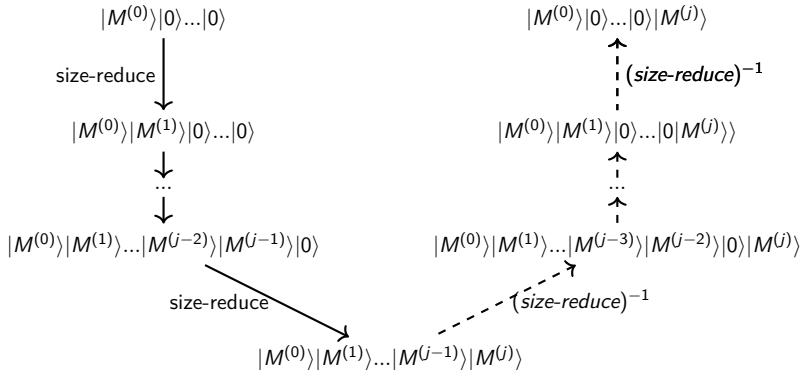 |M^(0)⟩|0⟩...|0⟩
size-reduce
|M^(0)⟩|M^(1)⟩|0⟩...|0⟩
...
|M^(0)⟩|M^(1)⟩...|M^(j−2)⟩|M^(j−1)⟩|0⟩
size-reduce
|M^(0)⟩|M^(1)⟩...|M^(j−1)⟩|M^(j)⟩
(size-reduce)^−1
|M^(0)⟩|M^(1)⟩...|M^(j−3)⟩|M^(j−2)⟩|0⟩|M^(j)⟩
...
|M^(0)⟩|M^(1)⟩|0⟩...|0|M^(j)⟩⟩
(size-reduce)^−1
|M^(0)⟩|0⟩...|0⟩|M^(j)⟩